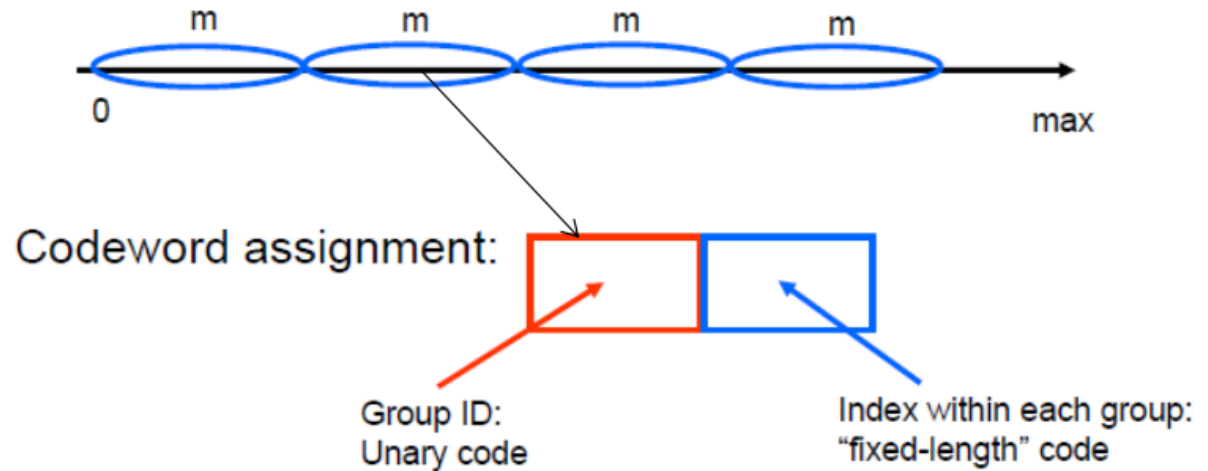 m m m m
0 max
Codeword assignment:
Group ID:
Unary code
Index within each group:
“fixed-length” code